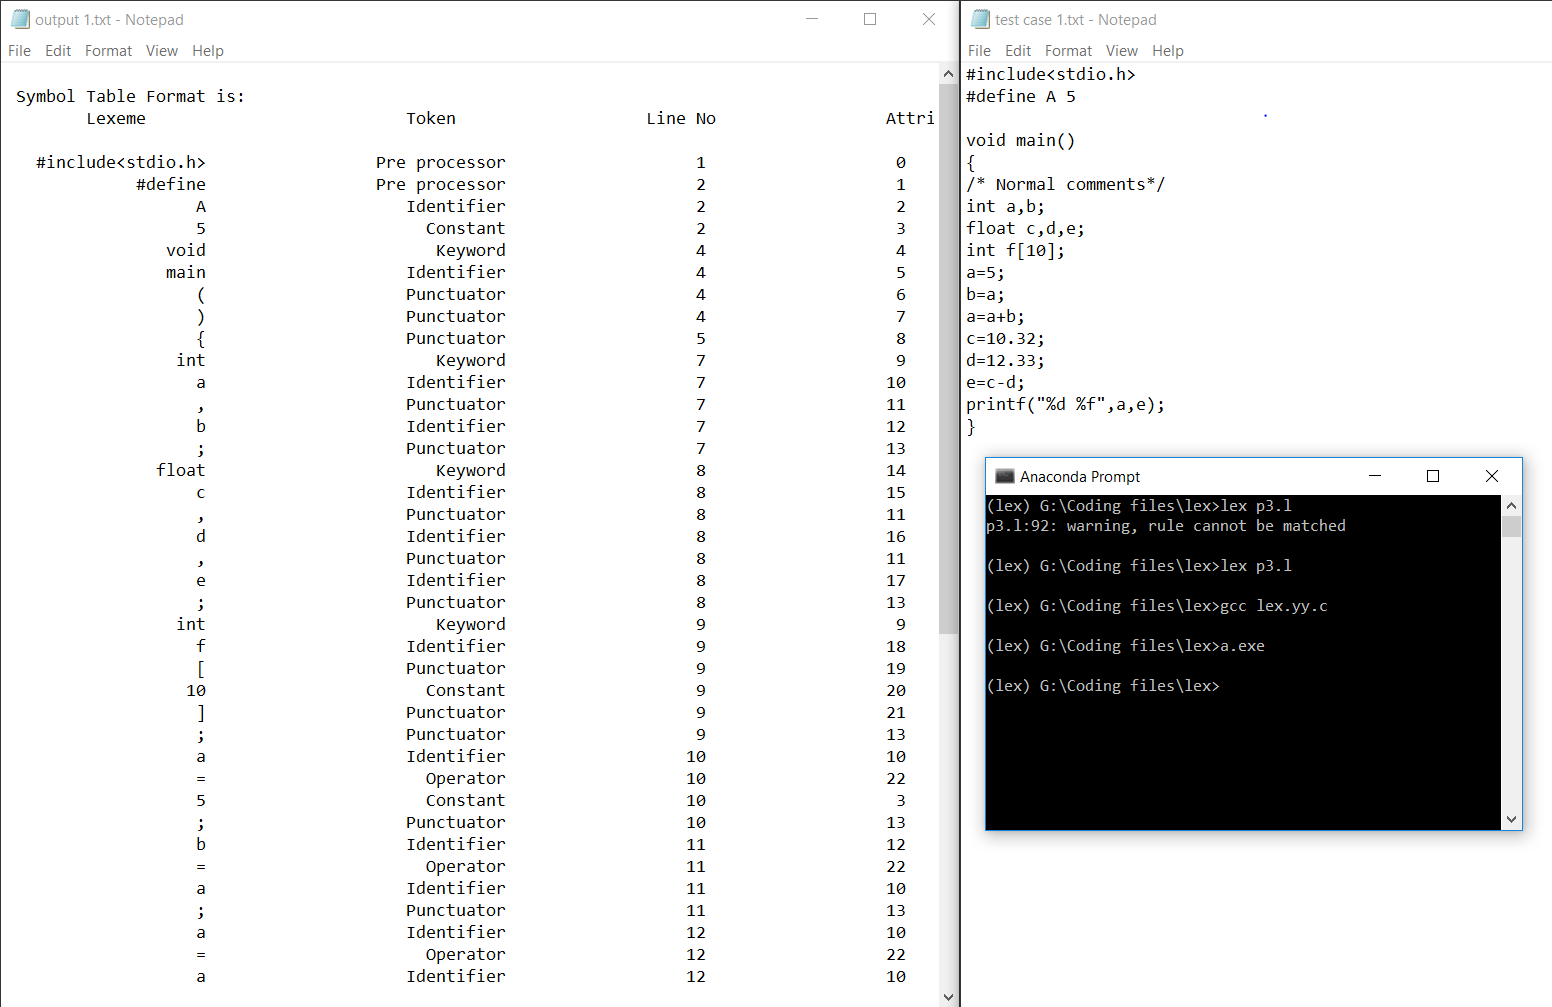 output 1.txt - Notepad
File Edit Format View Help
Symbol Table Format is:
Lexeme Token Line No Attri
#include<stdio.h> Pre processor 1 0
#define Pre processor 2 1
A Identifier 2 2
5 Constant 2 3
void Keyword 4 4
main Identifier 4 5
( Punctuator 4 6
) Punctuator 4 7
{ Punctuator 5 8
int Keyword 7 9
a Identifier 7 10
, Punctuator 7 11
b Identifier 7 12
; Punctuator 7 13
float Keyword 8 14
c Identifier 8 15
, Punctuator 8 11
d Identifier 8 16
, Punctuator 8 11
e Identifier 8 17
; Punctuator 8 13
int Keyword 9 9
f Identifier 9 18
[ Punctuator 9 19
10 Constant 9 20
] Punctuator 9 21
; Punctuator 9 13
a Identifier 10 10
= Operator 10 22
5 Constant 10 3
; Punctuator 10 13
b Identifier 11 12
= Operator 11 22
a Identifier 11 10
; Punctuator 11 13
a Identifier 12 10
= Operator 12 22
a Identifier 12 10
test case 1.txt - Notepad
File Edit Format View Help
#include<stdio.h>
#define A 5
void main()
{
/* Normal comments*/
int a,b;
float c,d,e;
int f[10];
a=5;
b=a;
a=a+b;
c=10.32;
d=12.33;
e=c-d;
printf("%d %f",a,e);
}
Anaconda Prompt
(lex) G:\Coding files\lex>lex p3.l
p3.l:92: warning, rule cannot be matched
(lex) G:\Coding files\lex>lex p3.l
(lex) G:\Coding files\lex>gcc lex.yy.c
(lex) G:\Coding files\lex>a.exe
(lex) G:\Coding files\lex>